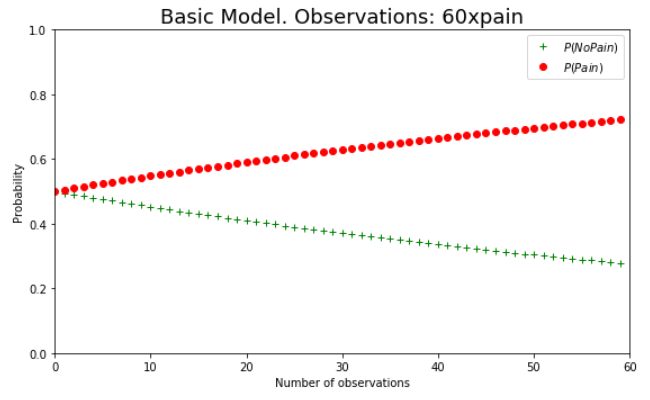 Basic Model. Observations: 60xpain
1.0
0.8
0.6
0.4
0.2
0.0
Probability
P(NoPain)
P(Pain)
0 10 20 30 40 50 60
Number of observations